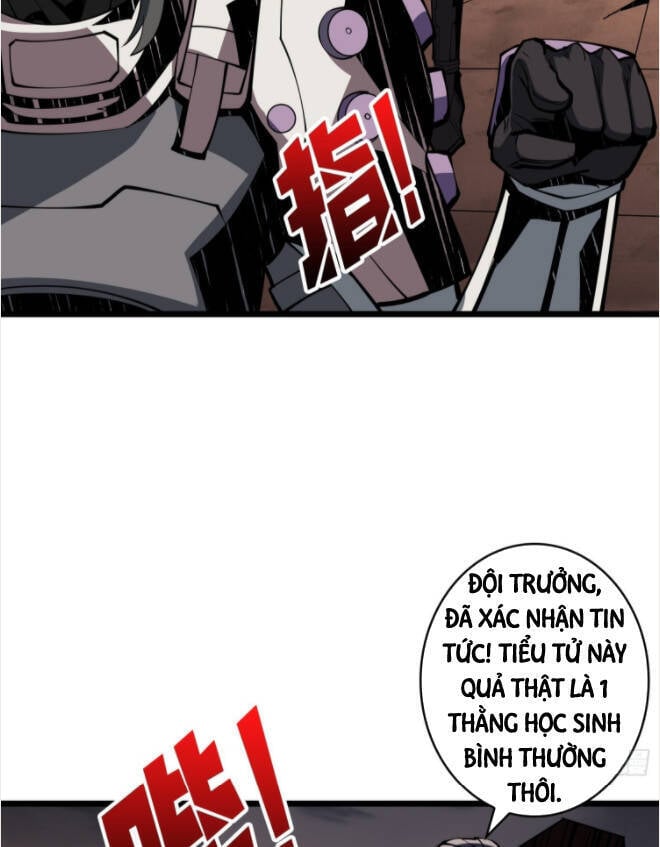 指!
ĐỘI TRƯỞNG,
ĐÃ XÁC NHẬN TIN
TỨC! TIỂU TỬ NÀY
QUẢ THẬT LÀ 1
THẰNG HỌC SINH
BÌNH THƯỜNG
THÔI.